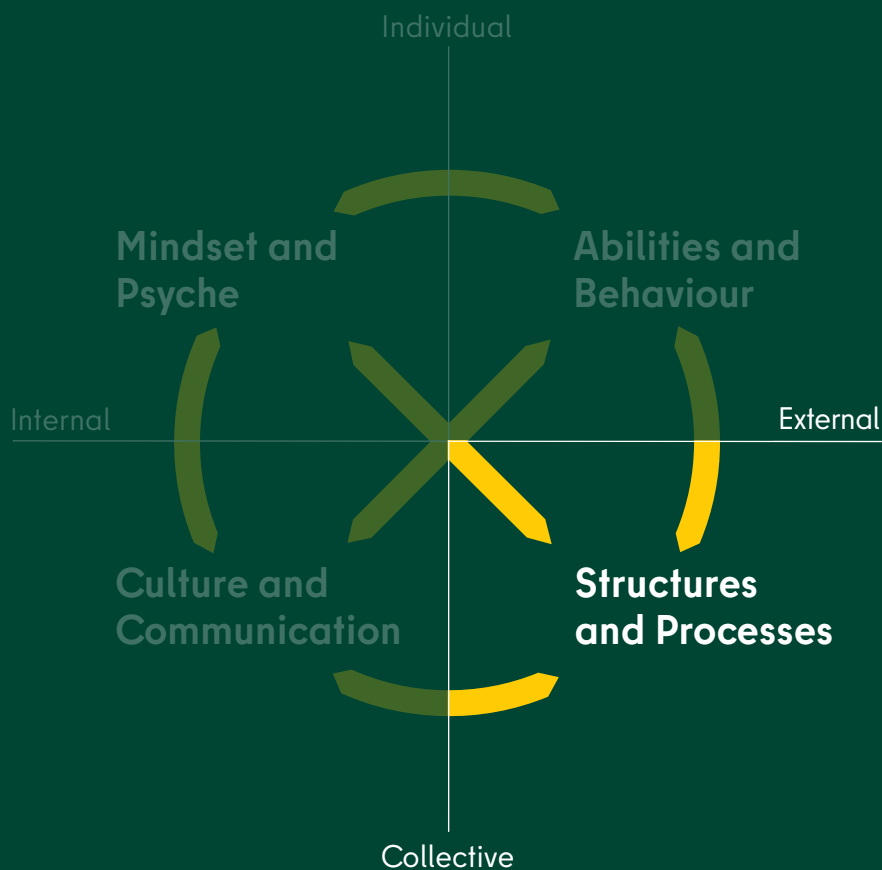 Individual
Mindset and
Psyche
Abilities and
Behaviour
Internal
External
Culture and
Communication
Structures
and Processes
Collective